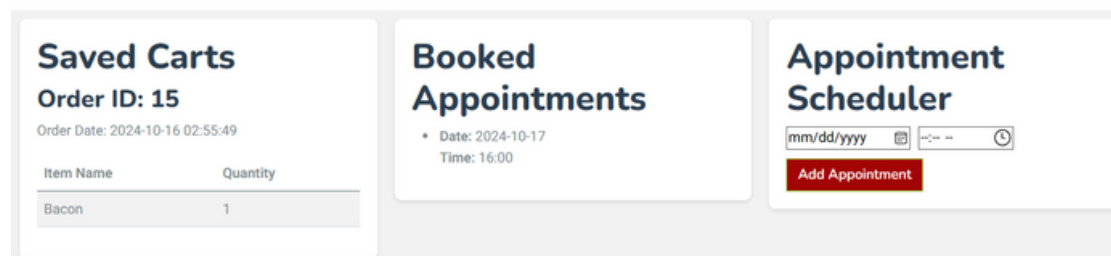 Saved Carts
Order ID: 15
Order Date: 2024-10-16 02:55:49
Item Name Quantity
Bacon 1
Booked
Appointments
• Date: 2024-10-17
Time: 16:00
Appointment
Scheduler
mm/dd/yyyy --:-- --
Add Appointment